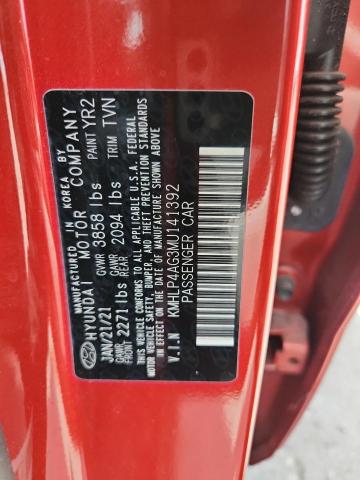 MANUFACTURED IN KOREA BY
HYUNDAI MOTOR COMPANY
JAN/21/21 GVWR 3858 lbs PAINT YR2
GAWR FRONT 2271 lbs GAWR REAR 2094 lbs TRIM TVN
THIS VEHICLE CONFORMS TO ALL APPLICABLE U.S.A. FEDERAL
MOTOR VEHICLE SAFETY, BUMPER, AND THEFT PREVENTION
STANDARDS IN EFFECT ON THE DATE OF MANUFACTURE SHOWN ABOVE.
V.I.N KMHLP4AG3MU141392
PASSENGER CAR